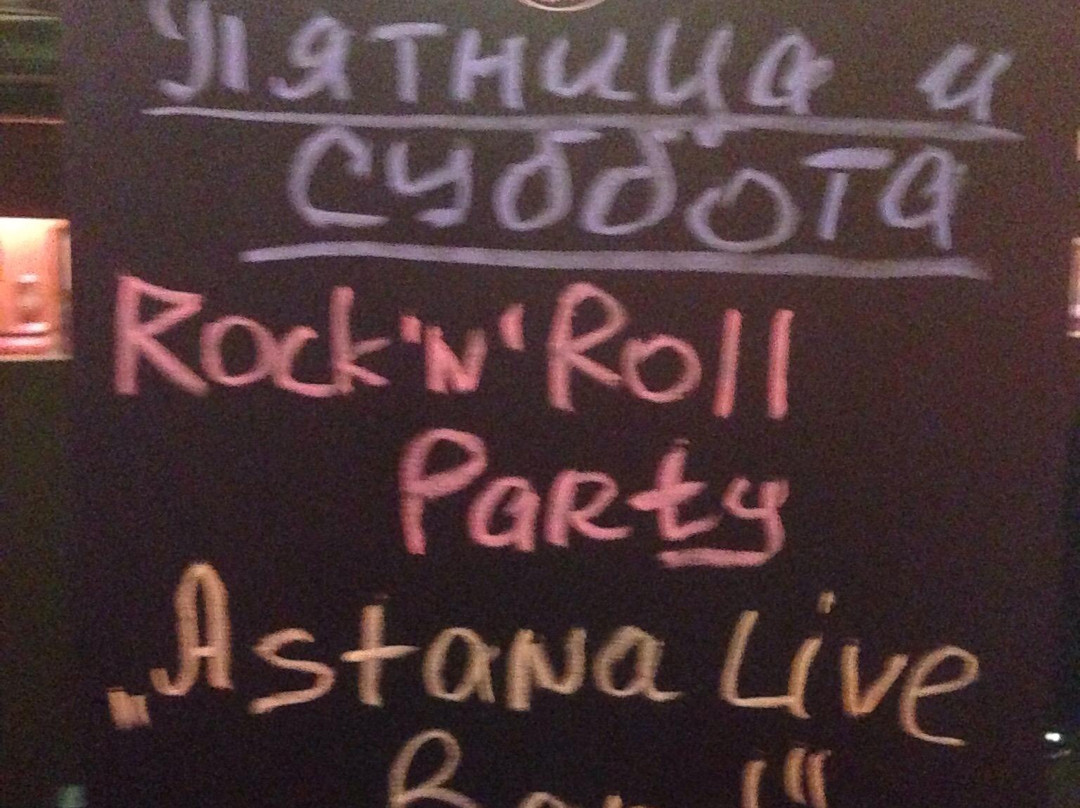 Пятница и
суббота
Rock'n'Roll
Party
„Astana Live